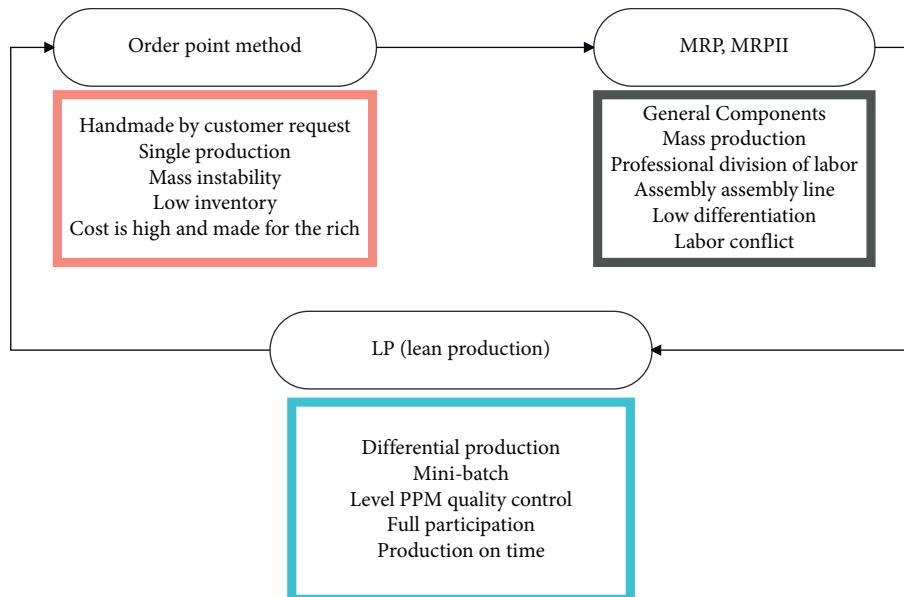 Order point method
Handmade by customer request
Single production
Mass instability
Low inventory
Cost is high and made for the rich
MRP, MRPII
General Components
Mass production
Professional division of labor
Assembly assembly line
Low differentiation
Labor conflict
LP (lean production)
Differential production
Mini-batch
Level PPM quality control
Full participation
Production on time